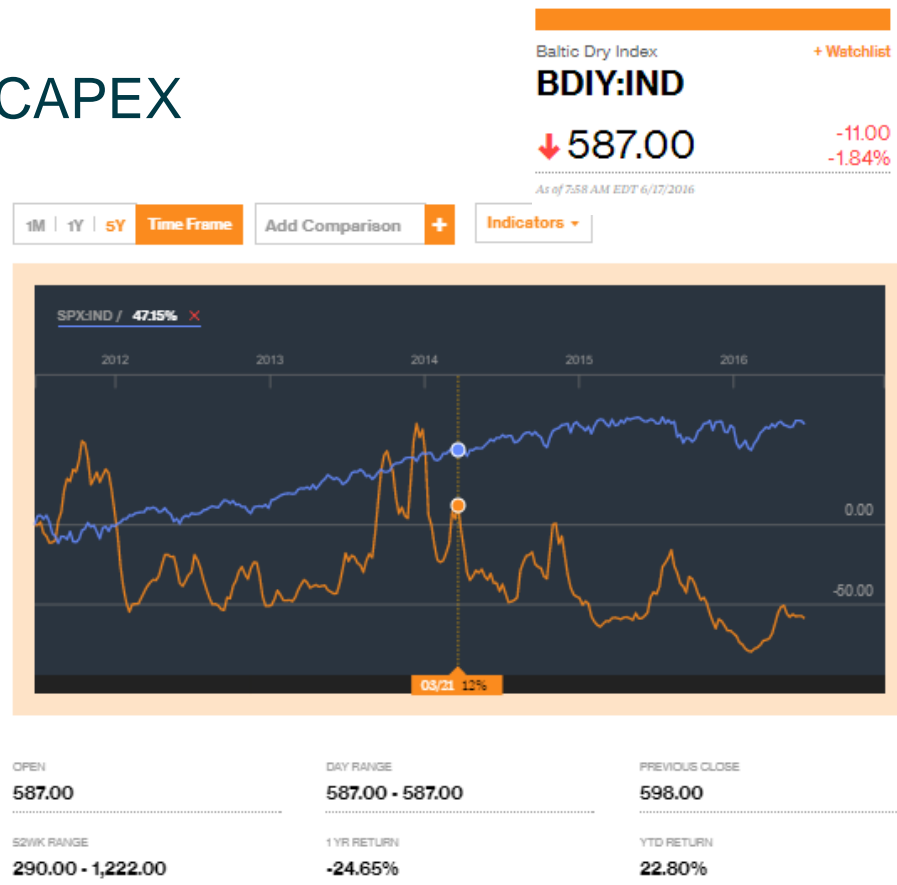 CAPEX
Baltic Dry Index + Watchlist
BDIY:IND
587.00
-11.00
-1.84%
As of 7:58 AM EDT 6/17/2016
1M | 1Y | 5Y Time Frame Add Comparison + Indicators
SPX:IND / 47.15% ×
2012 2013 2014 2015 2016
0.00
-50.00
03/21 12%
OPEN DAY RANGE PREVIOUS CLOSE
587.00 587.00 - 587.00 598.00
52WK RANGE 1 YR RETURN YTD RETURN
290.00 - 1,222.00 -24.65% 22.80%